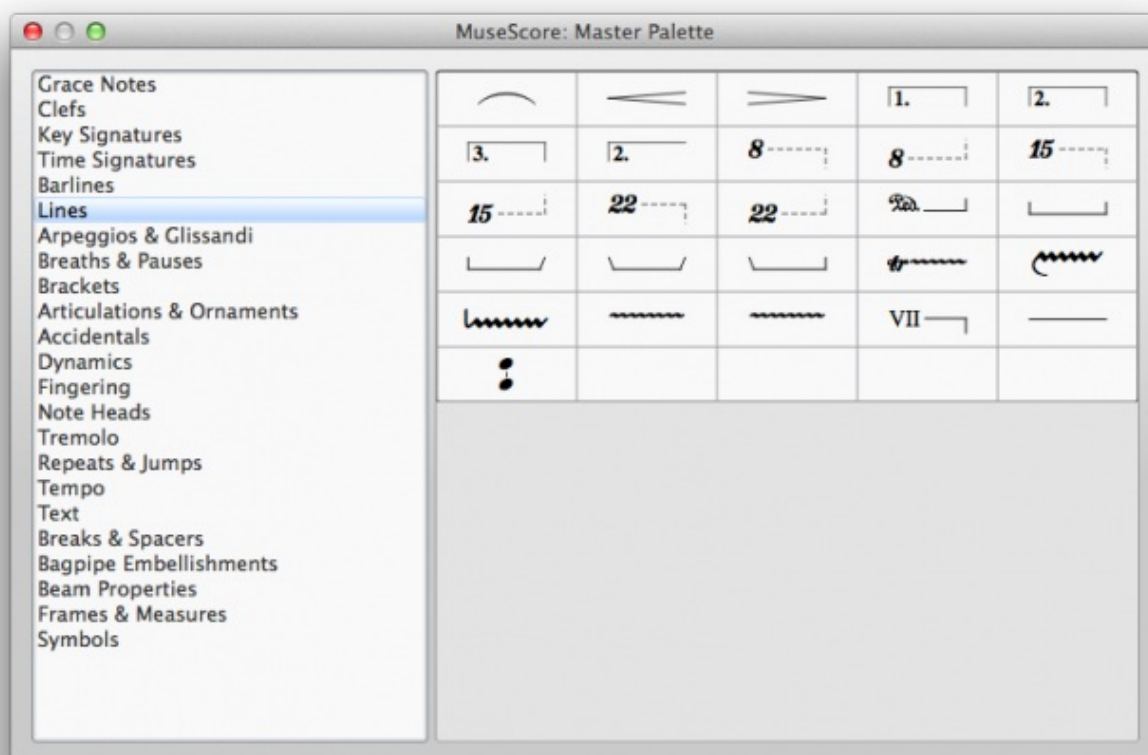 MuseScore: Master Palette
Grace Notes
Clefs
Key Signatures
Time Signatures
Barlines
Lines
Arpeggios & Glissandi
Breaths & Pauses
Brackets
Articulations & Ornaments
Accidentals
Dynamics
Fingering
Note Heads
Tremolo
Repeats & Jumps
Tempo
Text
Breaks & Spacers
Bagpipe Embellishments
Beam Properties
Frames & Measures
Symbols
1. 2.
3. 2. 8 8 15
15 22 22 Ped.
tr
VII